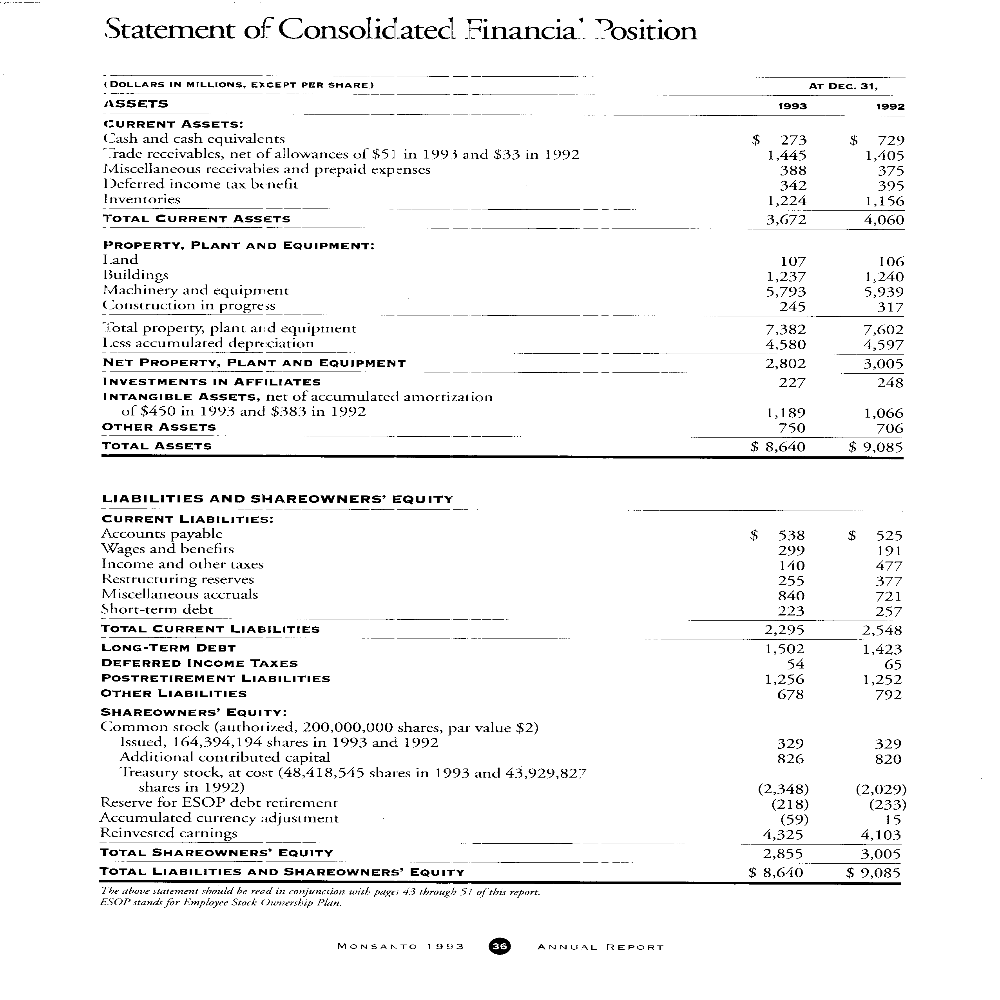 Statement of Consolidated Financial Position
(DOLLARS IN MILLIONS, EXCEPT PER SHARE) AT DEC. 31,
ASSETS 1993 1992
CURRENT ASSETS:
Cash and cash equivalents $ 273 $ 729
Trade receivables, net of allowances of $51 in 1993 and $33 in 1992 1,445 1,405
Miscellaneous receivables and prepaid expenses 388 375
Deferred income tax benefit 342 395
Inventories 1,224 1,156
TOTAL CURRENT ASSETS 3,672 4,060
PROPERTY, PLANT AND EQUIPMENT:
Land 107 106
Buildings 1,237 1,240
Machinery and equipment 5,793 5,939
Construction in progress 245 317
Total property, plant and equipment 7,382 7,602
Less accumulated depreciation 4,580 4,597
NET PROPERTY, PLANT AND EQUIPMENT 2,802 3,005
INVESTMENTS IN AFFILIATES 227 248
INTANGIBLE ASSETS, net of accumulated amortization
of $450 in 1993 and $383 in 1992 1,189 1,066
OTHER ASSETS 750 706
TOTAL ASSETS $ 8,640 $ 9,085
LIABILITIES AND SHAREOWNERS' EQUITY
CURRENT LIABILITIES:
Accounts payable $ 538 $ 525
Wages and benefits 299 191
Income and other taxes 140 477
Restructuring reserves 255 377
Miscellaneous accruals 840 721
Short-term debt 223 257
TOTAL CURRENT LIABILITIES 2,295 2,548
LONG-TERM DEBT 1,502 1,423
DEFERRED INCOME TAXES 54 65
POSTRETIREMENT LIABILITIES 1,256 1,252
OTHER LIABILITIES 678 792
SHAREOWNERS' EQUITY:
Common stock (authorized, 200,000,000 shares, par value $2)
Issued, 164,394,194 shares in 1993 and 1992 329 329
Additional contributed capital 826 820
Treasury stock, at cost (48,418,545 shares in 1993 and 43,929,827
shares in 1992) (2,348) (2,029)
Reserve for ESOP debt retirement (218) (233)
Accumulated currency adjustment (59) 15
Reinvested earnings 4,325 4,103
TOTAL SHAREOWNERS' EQUITY 2,855 3,005
TOTAL LIABILITIES AND SHAREOWNERS' EQUITY $ 8,640 $ 9,085
The above statement should be read in conjunction with pages 43 through 51 of this report.
ESOP stands for Employee Stock Ownership Plan.
MONSANTO 1993 36 ANNUAL REPORT